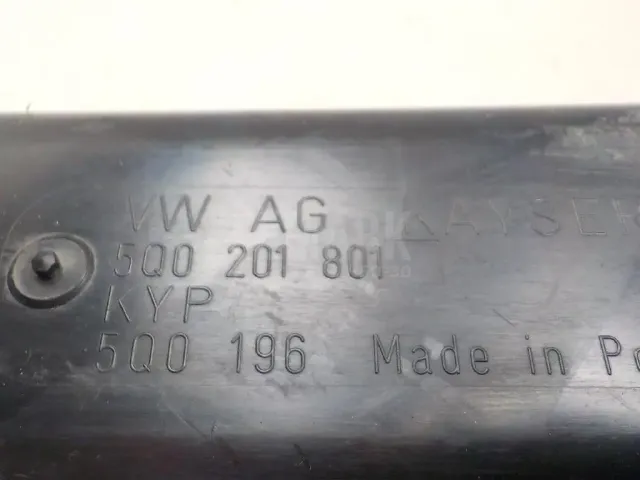 VW AG KAYSER
5Q0 201 801
KYP
5Q0 196 Made in Po